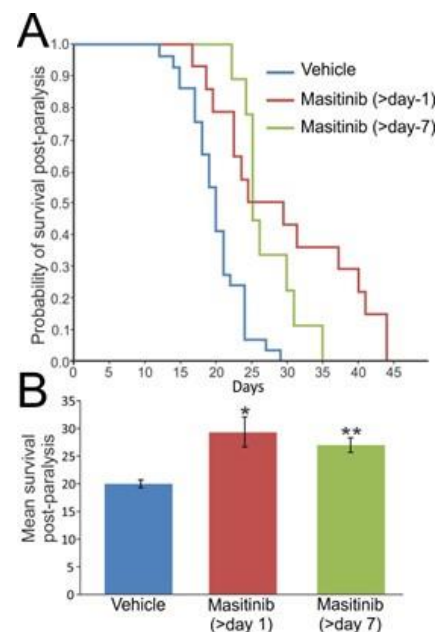 A
Probability of survival post-paralysis
1.0
0.9
0.8
0.7
0.6
0.5
0.4
0.3
0.2
0.1
0.0
Vehicle
Masitinib (>day-1)
Masitinib (>day-7)
0 5 10 15 20 25 30 35 40 45
Days
B
Mean survival
post-paralysis
35
30
25
20
15
10
5
0
*
**
Vehicle
Masitinib
(>day 1)
Masitinib
(>day 7)